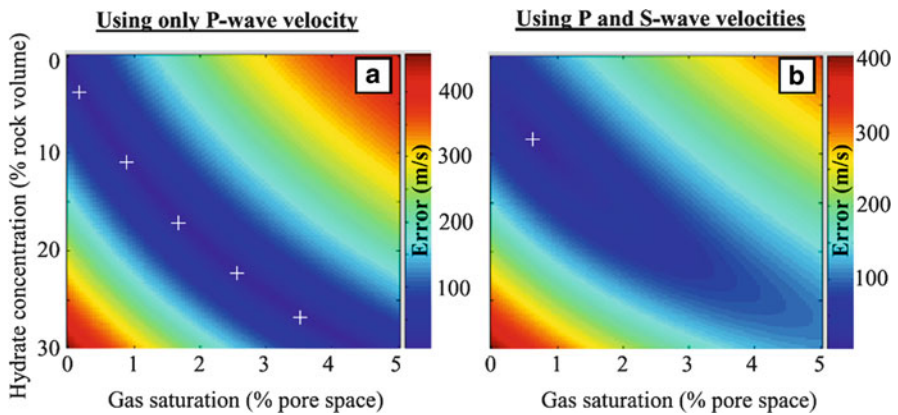 Using only P-wave velocity
Using P and S-wave velocities
a
b
Hydrate concentration (% rock volume)
0
10
20
30
0
1
2
3
4
5
Gas saturation (% pore space)
400
300
200
100
Error (m/s)
0
1
2
3
4
5
Gas saturation (% pore space)
400
300
200
100
Error (m/s)